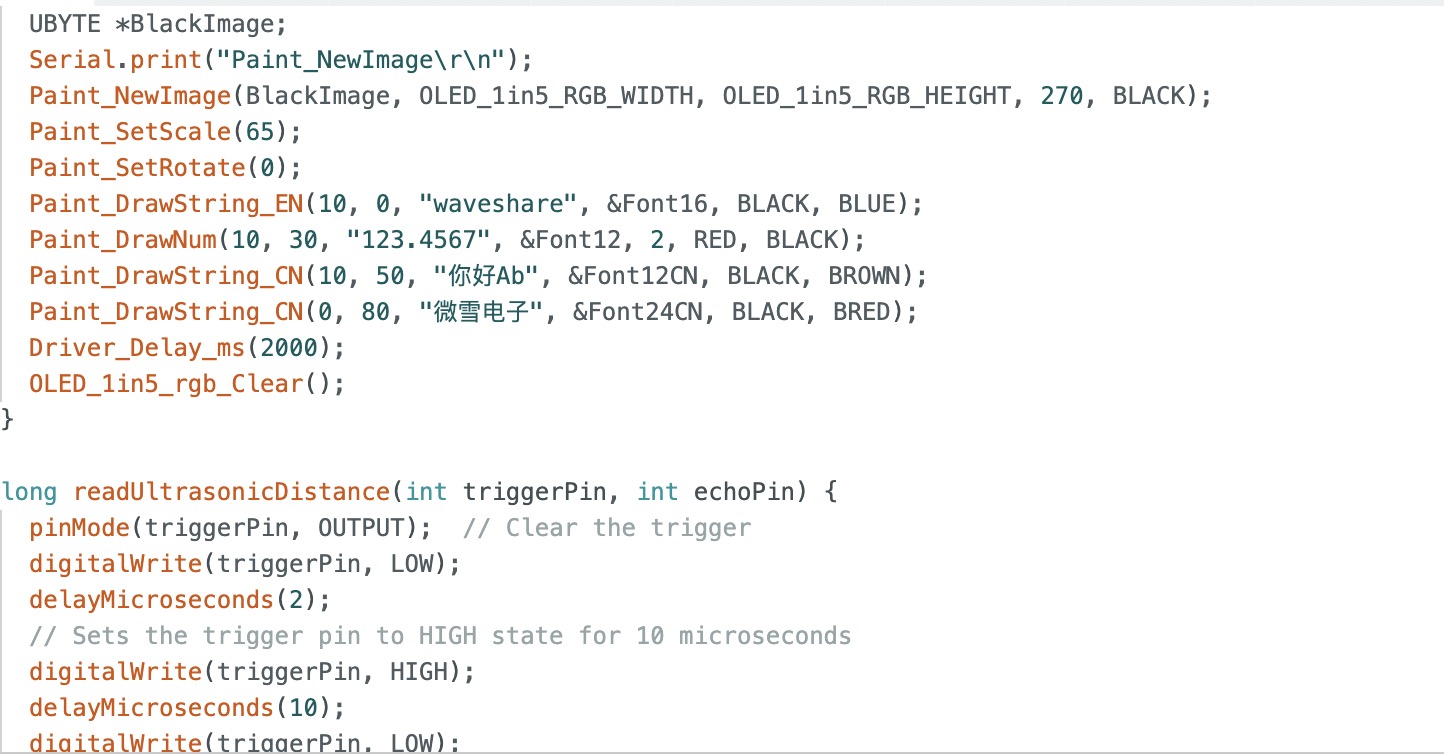 UBYTE *BlackImage;
Serial.print("Paint_NewImage\r\n");
Paint_NewImage(BlackImage, OLED_1in5_RGB_WIDTH, OLED_1in5_RGB_HEIGHT, 270, BLACK);
Paint_SetScale(65);
Paint_SetRotate(0);
Paint_DrawString_EN(10, 0, "waveshare", &Font16, BLACK, BLUE);
Paint_DrawNum(10, 30, "123.4567", &Font12, 2, RED, BLACK);
Paint_DrawString_CN(10, 50, "你好Ab", &Font12CN, BLACK, BROWN);
Paint_DrawString_CN(0, 80, "微雪电子", &Font24CN, BLACK, BRED);
Driver_Delay_ms(2000);
OLED_1in5_rgb_Clear();
}
long readUltrasonicDistance(int triggerPin, int echoPin) {
pinMode(triggerPin, OUTPUT);  // Clear the trigger
digitalWrite(triggerPin, LOW);
delayMicroseconds(2);
// Sets the trigger pin to HIGH state for 10 microseconds
digitalWrite(triggerPin, HIGH);
delayMicroseconds(10);
digitalWrite(triggerPin, LOW);